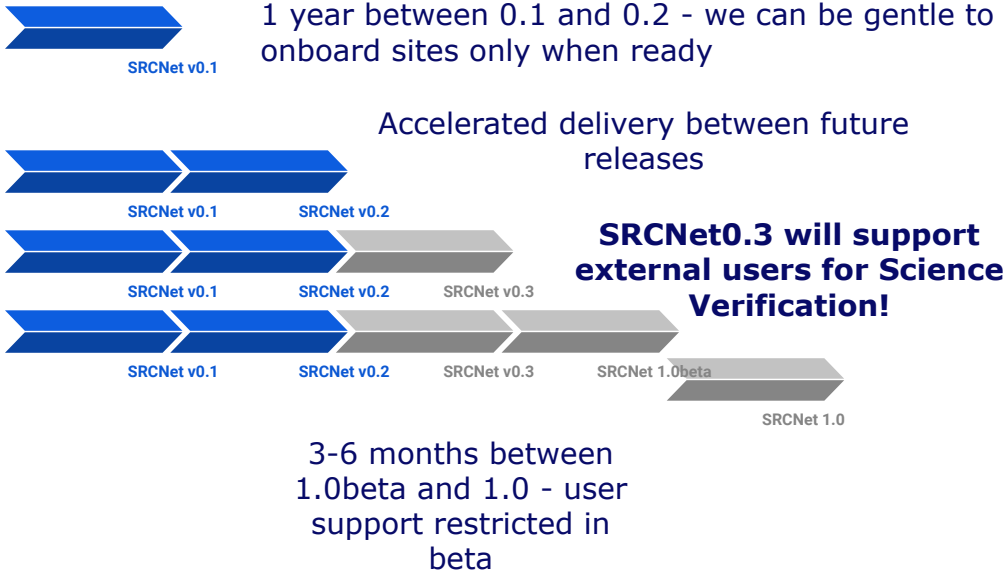 1 year between 0.1 and 0.2 - we can be gentle to
onboard sites only when ready
SRCNet v0.1
Accelerated delivery between future
releases
SRCNet v0.1
SRCNet v0.2
SRCNet0.3 will support
external users for Science
Verification!
SRCNet v0.1
SRCNet v0.2
SRCNet v0.3
SRCNet v0.1
SRCNet v0.2
SRCNet v0.3
SRCNet 1.0beta
SRCNet 1.0
3-6 months between
1.0beta and 1.0 - user
support restricted in
beta